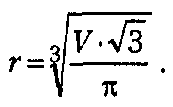 r = ∛(V · √3 / π) .